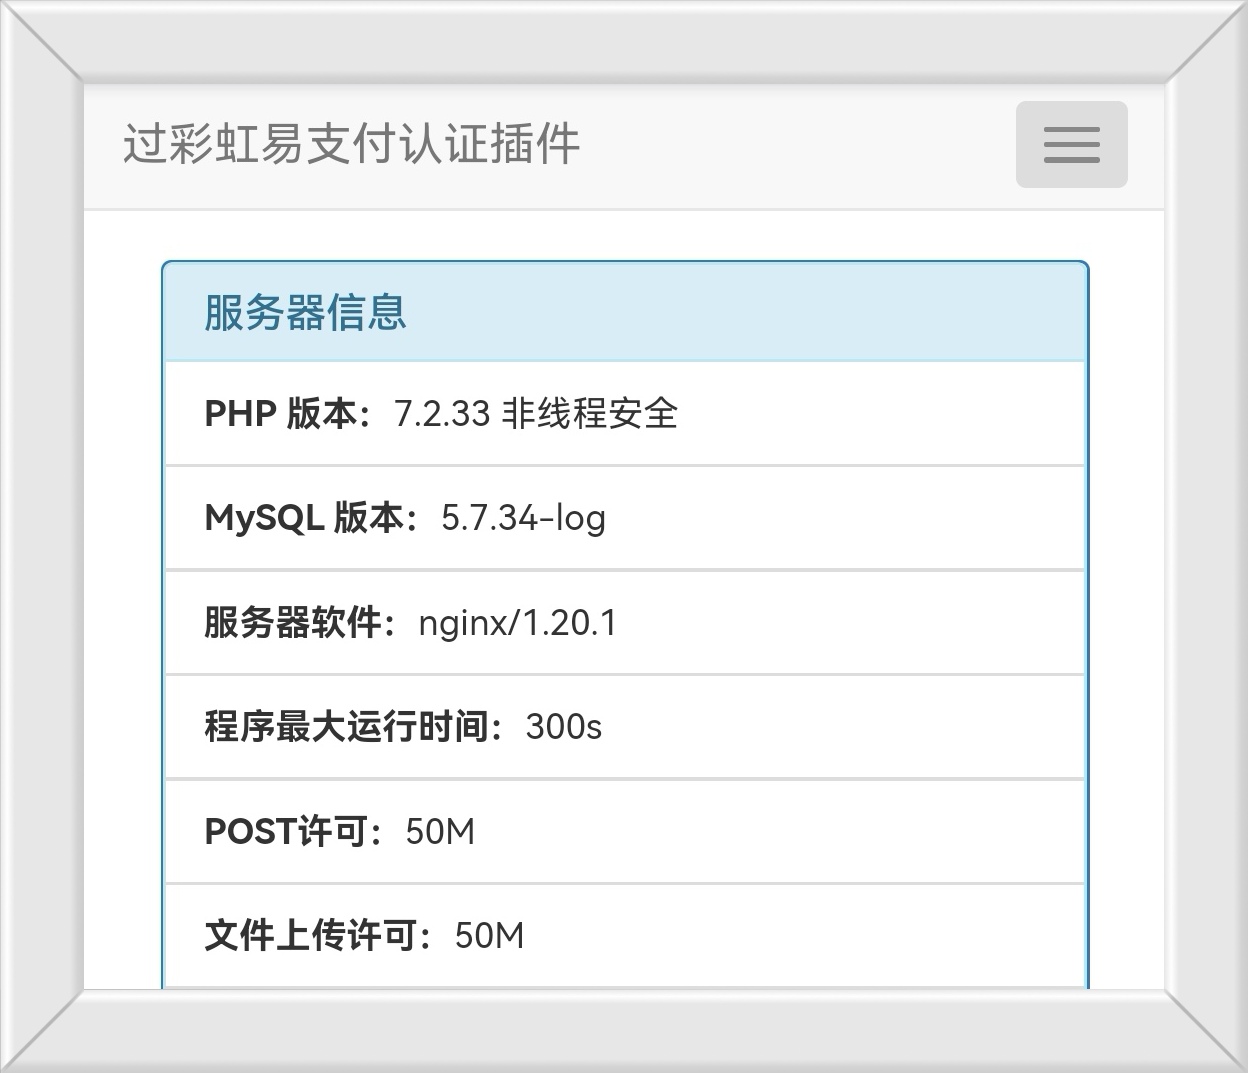 过彩虹易支付认证插件
服务器信息
PHP 版本：7.2.33 非线程安全
MySQL 版本：5.7.34-log
服务器软件：nginx/1.20.1
程序最大运行时间：300s
POST许可：50M
文件上传许可：50M